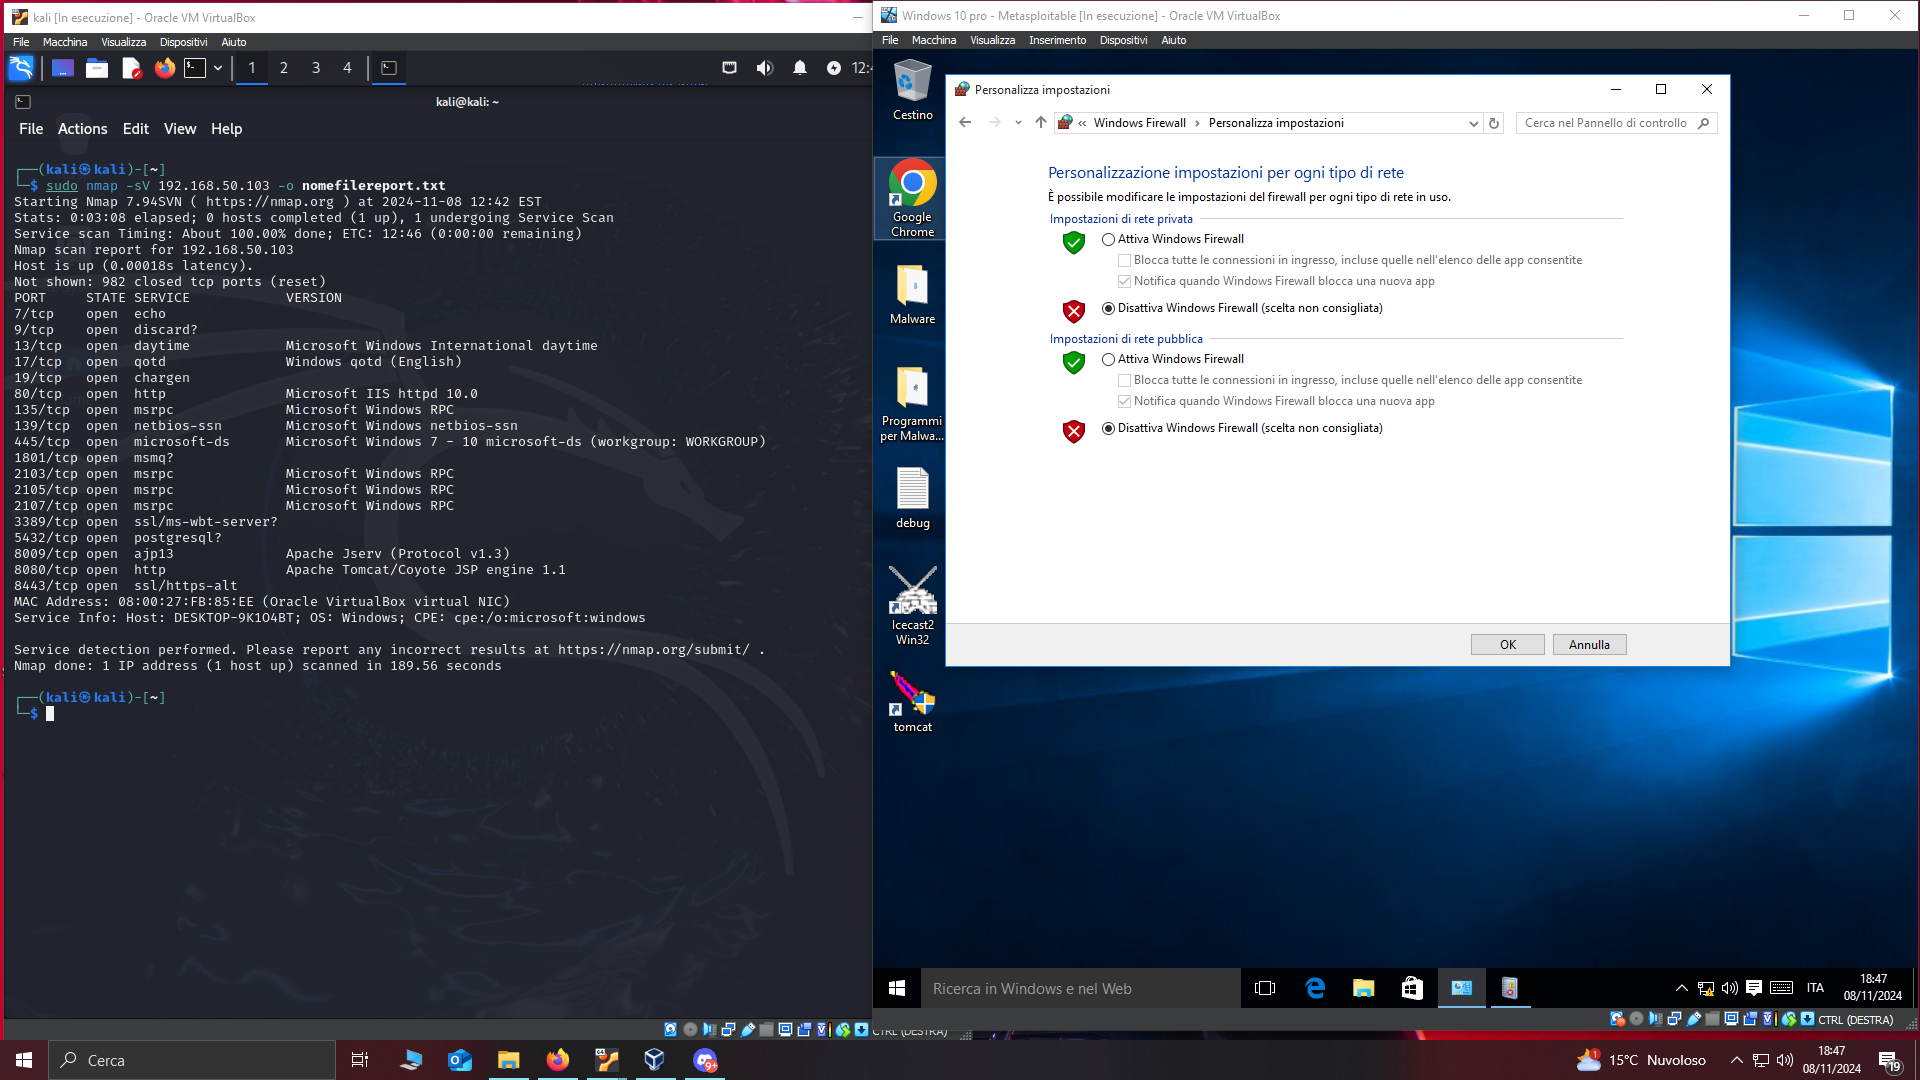 kali [In esecuzione] - Oracle VM VirtualBox
File Macchina Visualizza Dispositivi Aiuto
1 2 3 4
kali@kali: ~
File Actions Edit View Help
┌──(kali㉿kali)-[~]
└─$ sudo nmap -sV 192.168.50.103 -o nomefilereport.txt
Starting Nmap 7.94SVN ( https://nmap.org ) at 2024-11-08 12:42 EST
Stats: 0:03:08 elapsed; 0 hosts completed (1 up), 1 undergoing Service Scan
Service scan Timing: About 100.00% done; ETC: 12:46 (0:00:00 remaining)
Nmap scan report for 192.168.50.103
Host is up (0.00018s latency).
Not shown: 982 closed tcp ports (reset)
PORT STATE SERVICE VERSION
7/tcp open echo
9/tcp open discard?
13/tcp open daytime Microsoft Windows International daytime
17/tcp open qotd Windows qotd (English)
19/tcp open chargen
80/tcp open http Microsoft IIS httpd 10.0
135/tcp open msrpc Microsoft Windows RPC
139/tcp open netbios-ssn Microsoft Windows netbios-ssn
445/tcp open microsoft-ds Microsoft Windows 7 - 10 microsoft-ds (workgroup: WORKGROUP)
1801/tcp open msmq?
2103/tcp open msrpc Microsoft Windows RPC
2105/tcp open msrpc Microsoft Windows RPC
2107/tcp open msrpc Microsoft Windows RPC
3389/tcp open ssl/ms-wbt-server?
5432/tcp open postgresql?
8009/tcp open ajp13 Apache Jserv (Protocol v1.3)
8080/tcp open http Apache Tomcat/Coyote JSP engine 1.1
8443/tcp open ssl/https-alt
MAC Address: 08:00:27:FB:85:EE (Oracle VirtualBox virtual NIC)
Service Info: Host: DESKTOP-9K1O4BT; OS: Windows; CPE: cpe:/o:microsoft:windows
Service detection performed. Please report any incorrect results at https://nmap.org/submit/ .
Nmap done: 1 IP address (1 host up) scanned in 189.56 seconds
┌──(kali㉿kali)-[~]
└─$
Windows 10 pro - Metasploitable [In esecuzione] - Oracle VM VirtualBox
File Macchina Visualizza Inserimento Dispositivi Aiuto
Cestino
Google
Chrome
Malware
Programmi
per Malwa...
debug
Icecast2
Win32
tomcat
Personalizza impostazioni
« Windows Firewall › Personalizza impostazioni
Cerca nel Pannello di controllo
Personalizzazione impostazioni per ogni tipo di rete
È possibile modificare le impostazioni del firewall per ogni tipo di rete in uso.
Impostazioni di rete privata
Attiva Windows Firewall
Blocca tutte le connessioni in ingresso, incluse quelle nell'elenco delle app consentite
Notifica quando Windows Firewall blocca una nuova app
Disattiva Windows Firewall (scelta non consigliata)
Impostazioni di rete pubblica
Attiva Windows Firewall
Blocca tutte le connessioni in ingresso, incluse quelle nell'elenco delle app consentite
Notifica quando Windows Firewall blocca una nuova app
Disattiva Windows Firewall (scelta non consigliata)
OK
Annulla
Ricerca in Windows e nel Web
ITA
18:47
08/11/2024
CTRL (DESTRA)
CTRL (DESTRA)
Cerca
9+
1
15°C Nuvoloso
18:47
08/11/2024
19